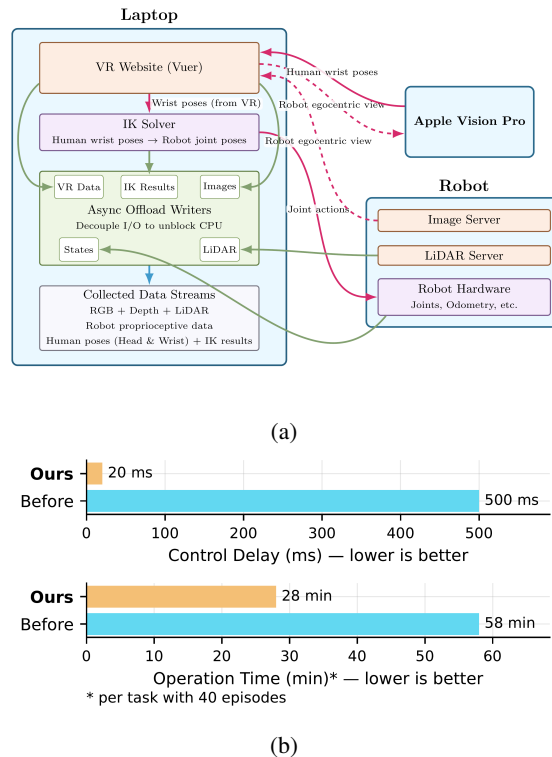 Laptop
VR Website (Vuer)
Human wrist poses
Wrist poses (from VR)
Robot egocentric view
Apple Vision Pro
IK Solver
Human wrist poses → Robot joint poses
Robot egocentric view
VR Data
IK Results
Images
Robot
Async Offload Writers
Decouple I/O to unblock CPU
Joint actions
Image Server
States
LiDAR
LiDAR Server
Collected Data Streams
RGB + Depth + LiDAR
Robot proprioceptive data
Human poses (Head & Wrist) + IK results
Robot Hardware
Joints, Odometry, etc.
(a)
Ours
20 ms
Before
500 ms
0 100 200 300 400 500
Control Delay (ms) — lower is better
Ours
28 min
Before
58 min
0 10 20 30 40 50 60
Operation Time (min)* — lower is better
* per task with 40 episodes
(b)